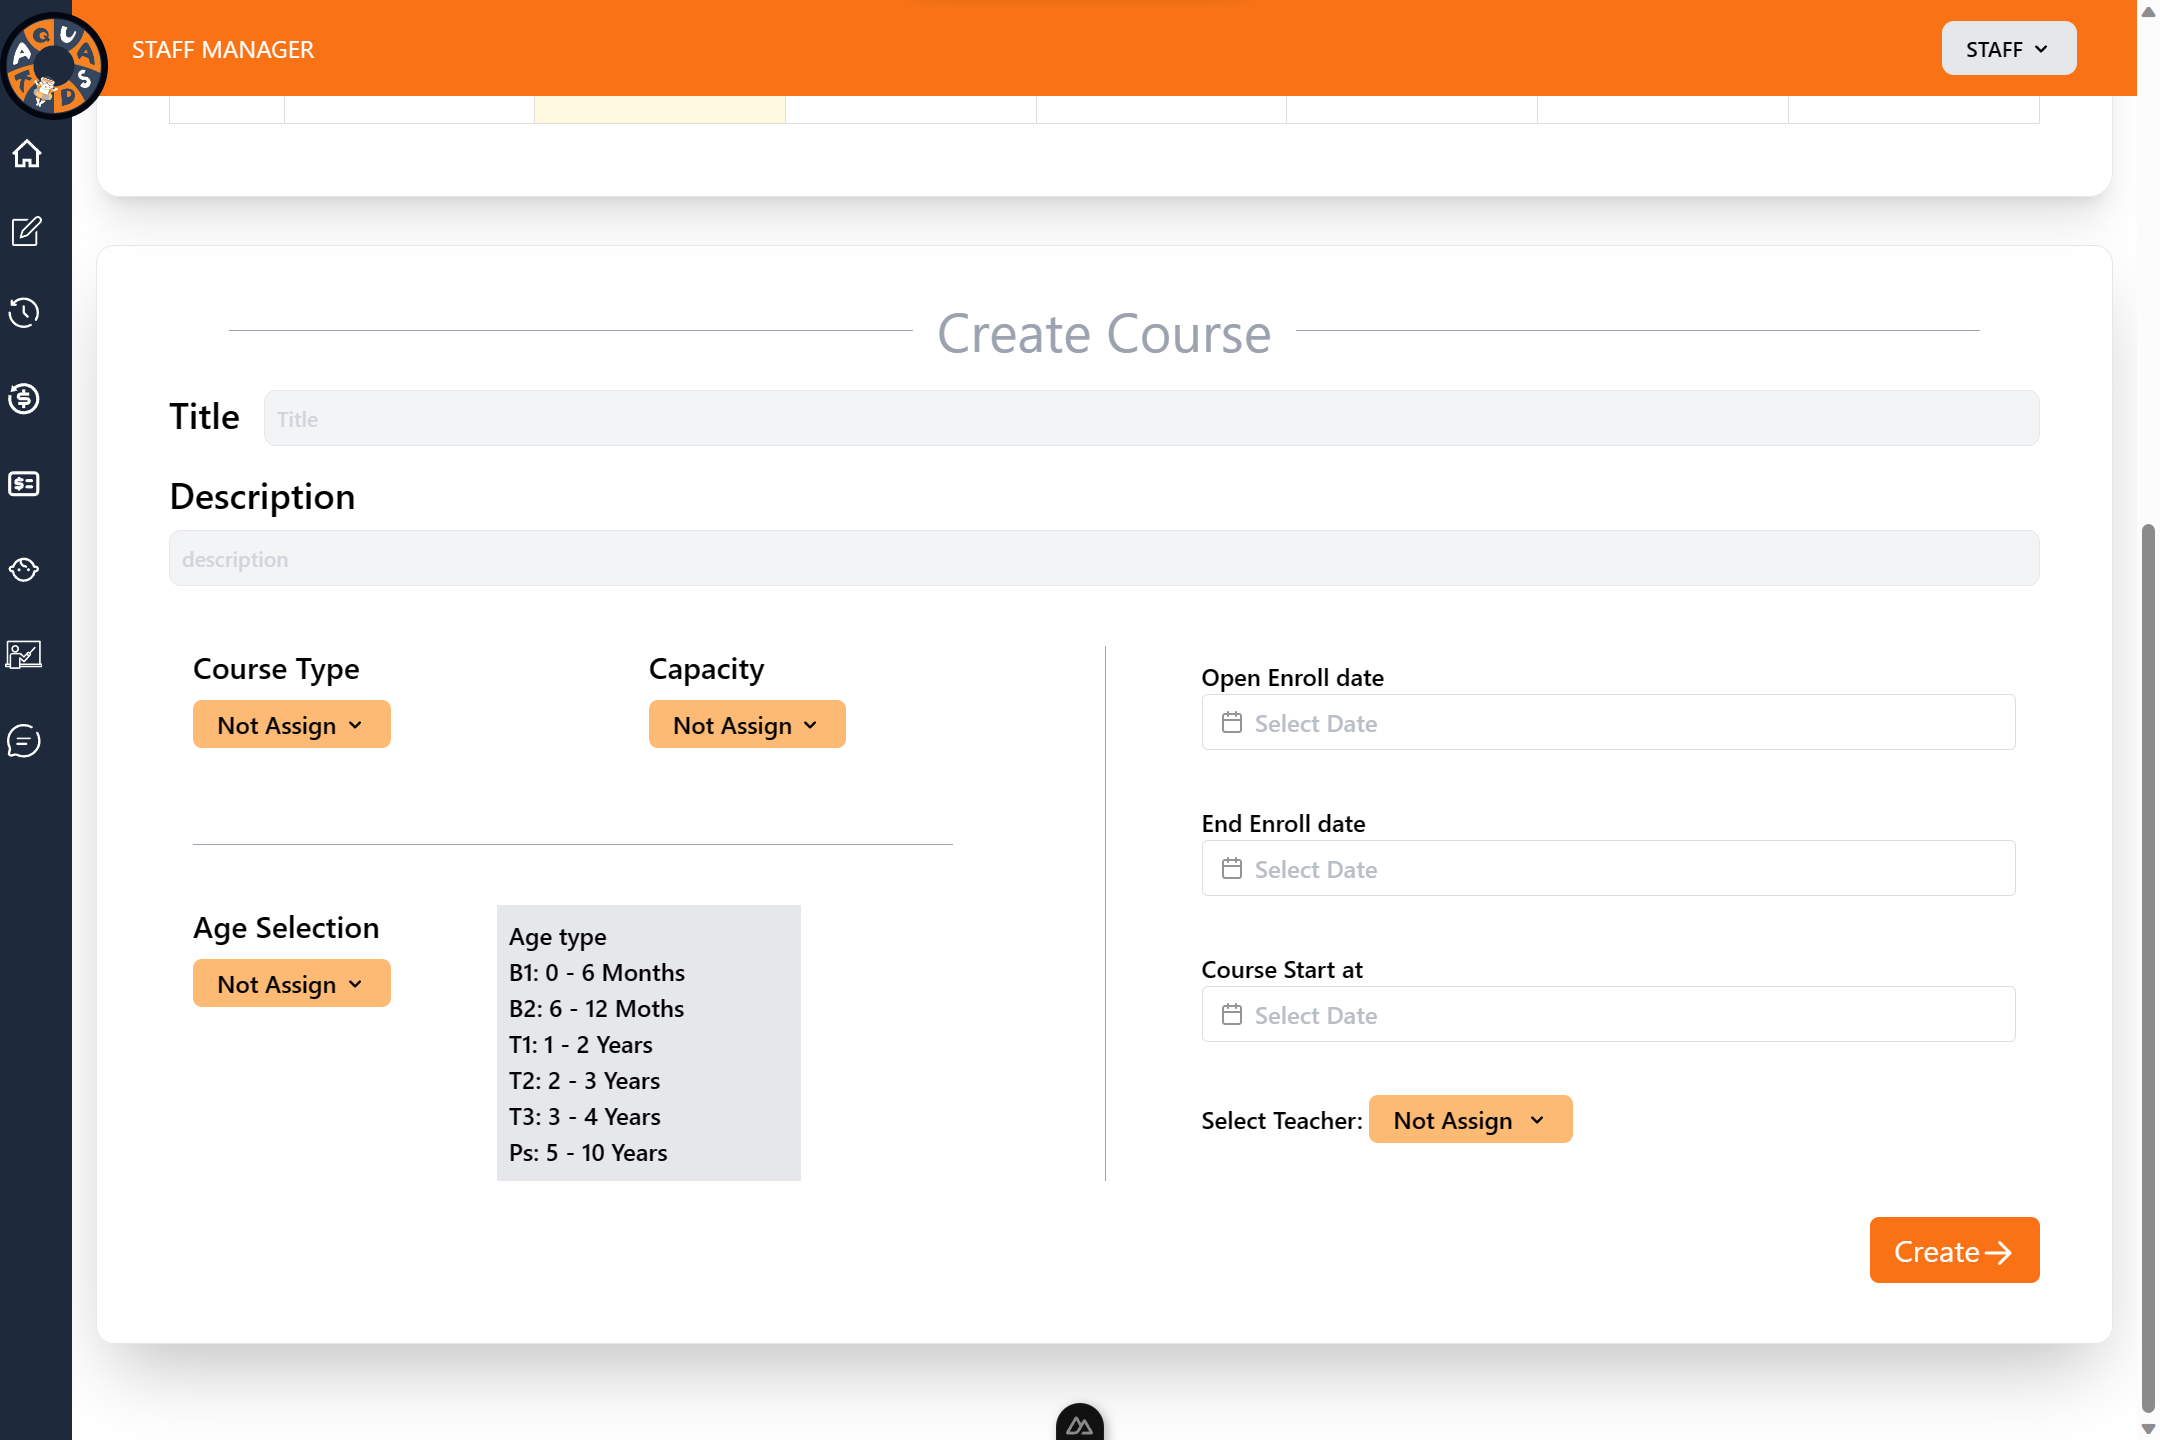 AQUA KIDS
STAFF MANAGER
STAFF
Create Course
Title
Title
Description
description
Course Type
Capacity
Not Assign
Not Assign
Age Selection
Not Assign
Age type
B1: 0 - 6 Months
B2: 6 - 12 Moths
T1: 1 - 2 Years
T2: 2 - 3 Years
T3: 3 - 4 Years
Ps: 5 - 10 Years
Open Enroll date
Select Date
End Enroll date
Select Date
Course Start at
Select Date
Select Teacher: Not Assign
Create